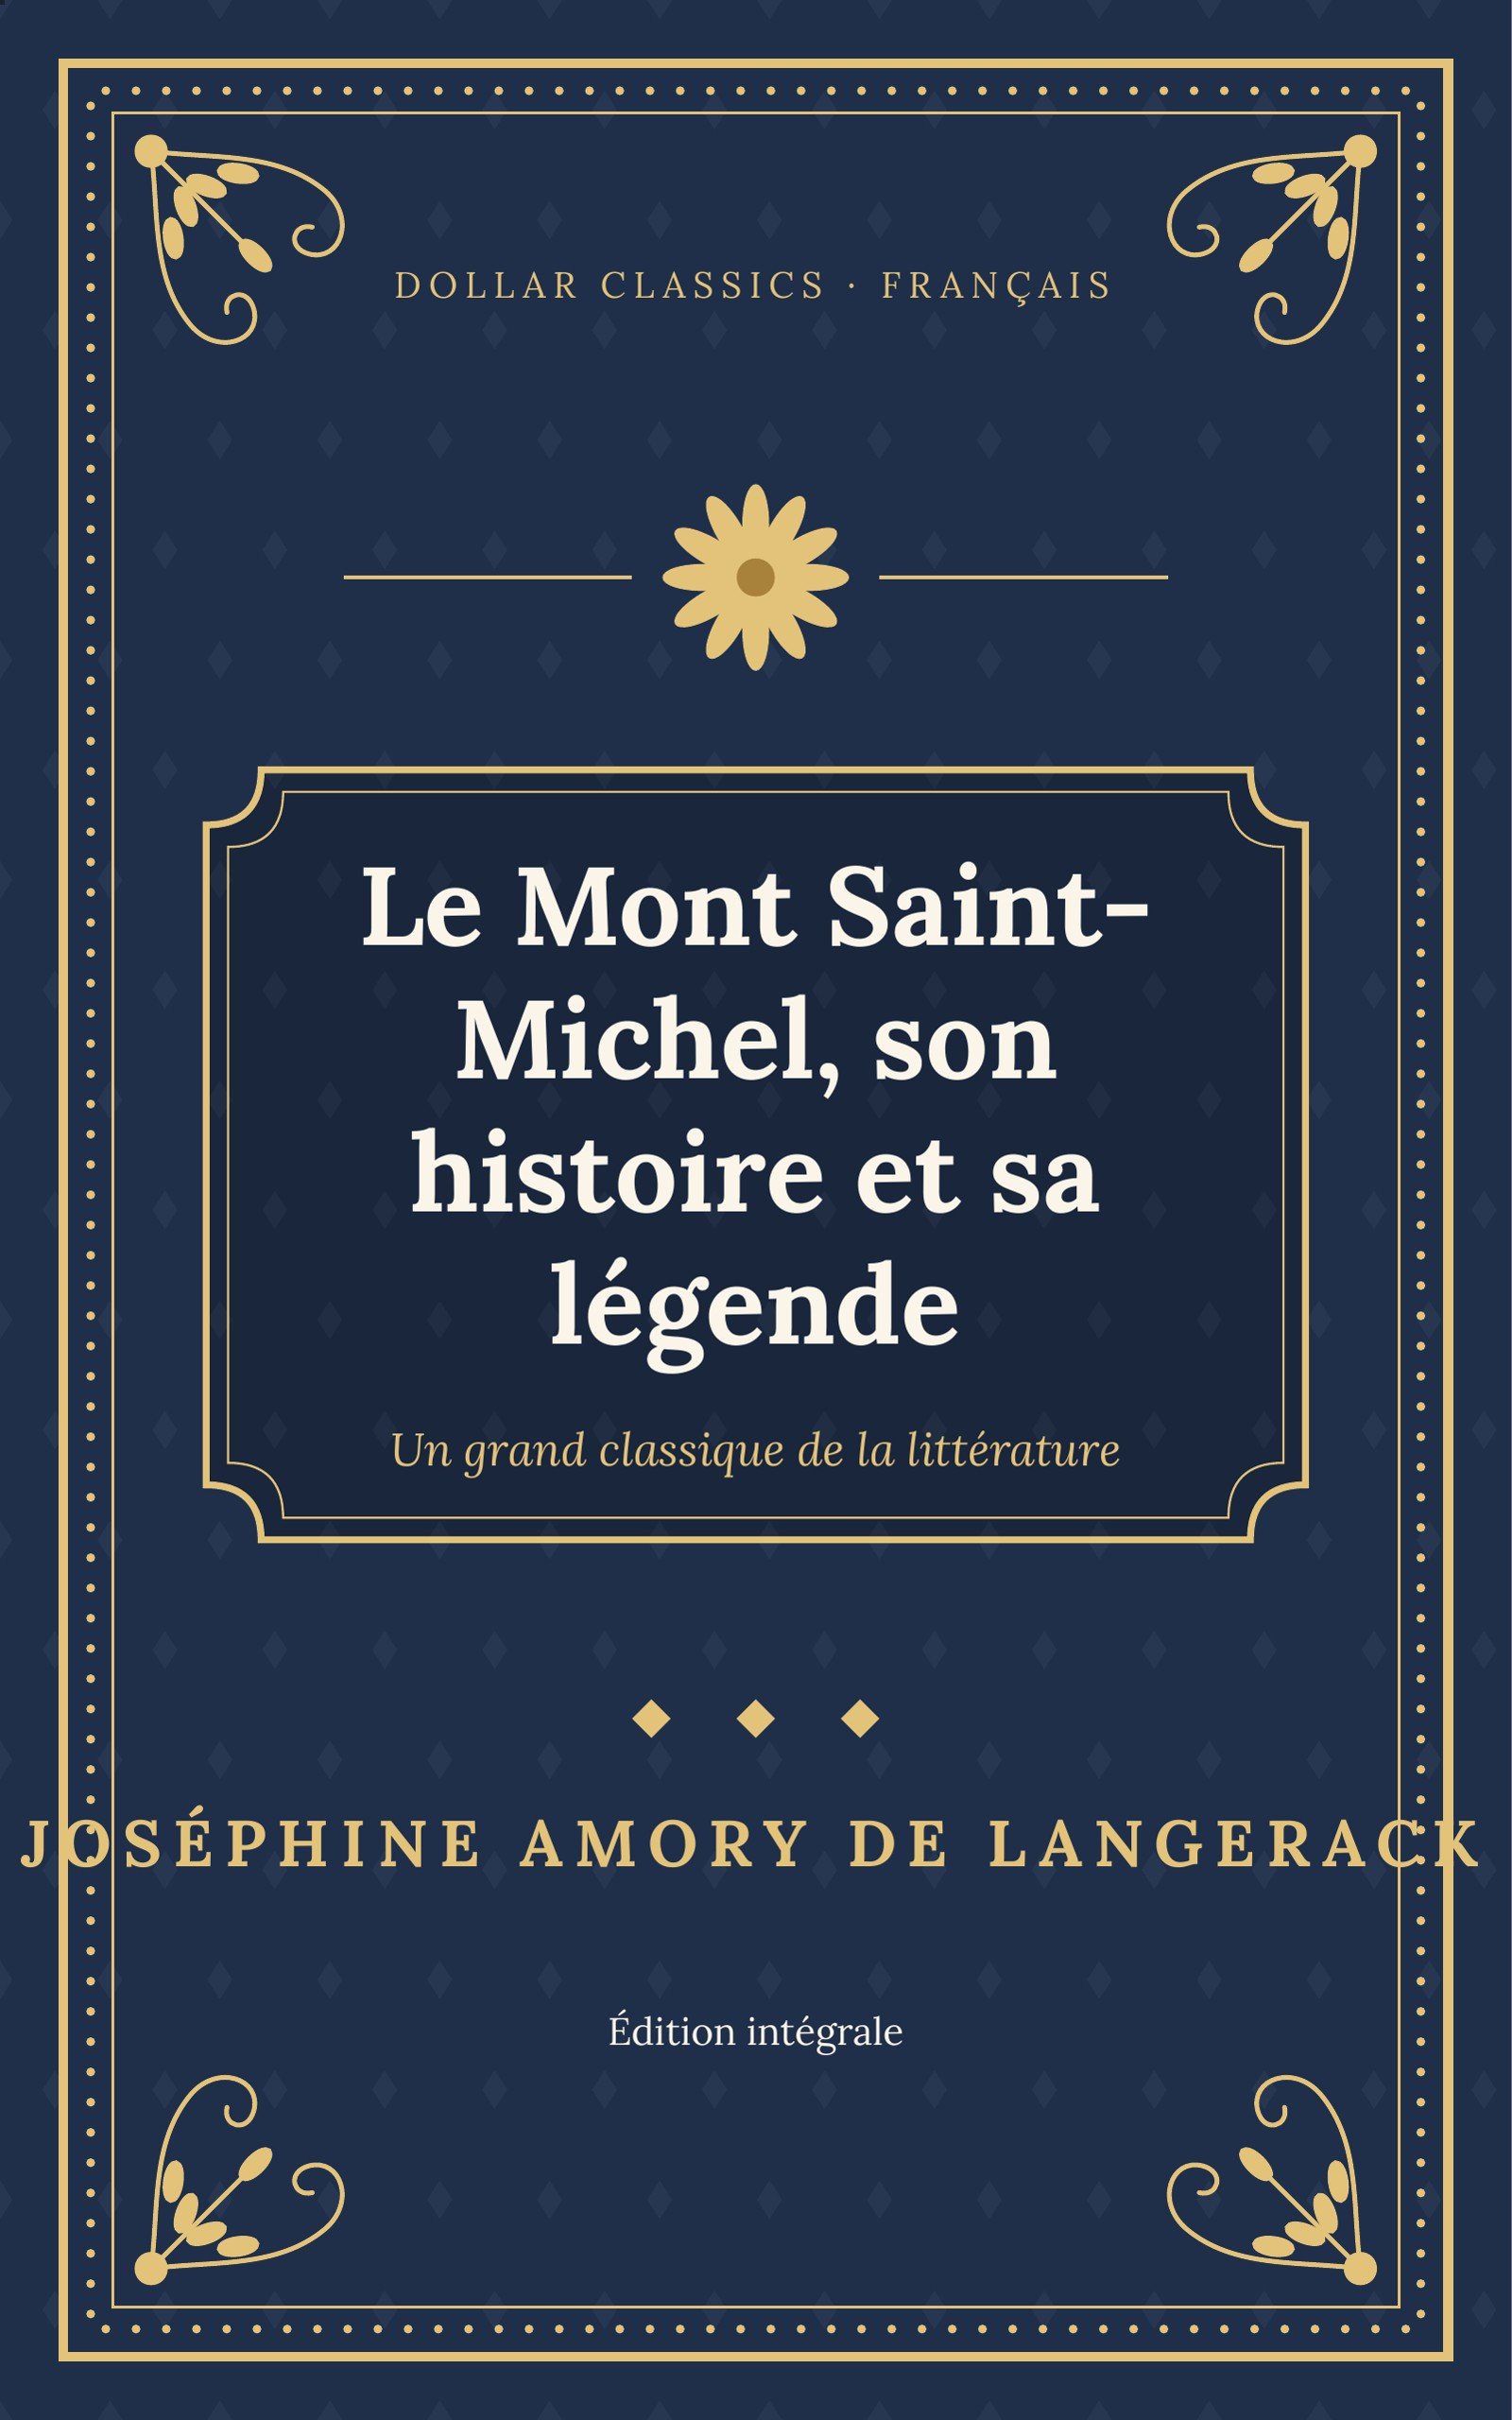 DOLLAR CLASSICS · FRANÇAIS
Le Mont Saint-
Michel, son
histoire et sa
légende
Un grand classique de la littérature
JOSÉPHINE AMORY DE LANGERACK
Édition intégrale